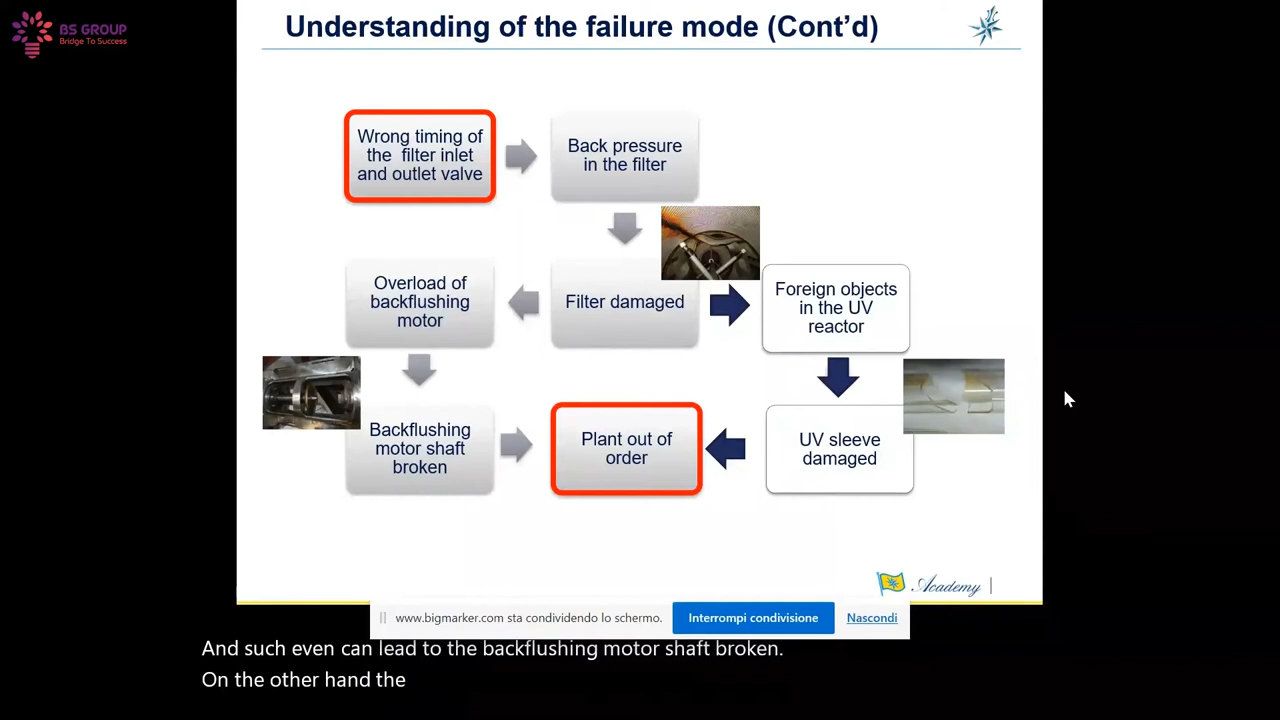 BS GROUP
Bridge To Success
Understanding of the failure mode (Cont'd)
Wrong timing of
the filter inlet
and outlet valve
Back pressure
in the filter
Overload of
backflushing
motor
Filter damaged
Foreign objects
in the UV
reactor
Backflushing
motor shaft
broken
Plant out of
order
UV sleeve
damaged
Academy
www.bigmarker.com sta condividendo lo schermo.
Interrompi condivisione
Nascondi
And such even can lead to the backflushing motor shaft broken.
On the other hand the